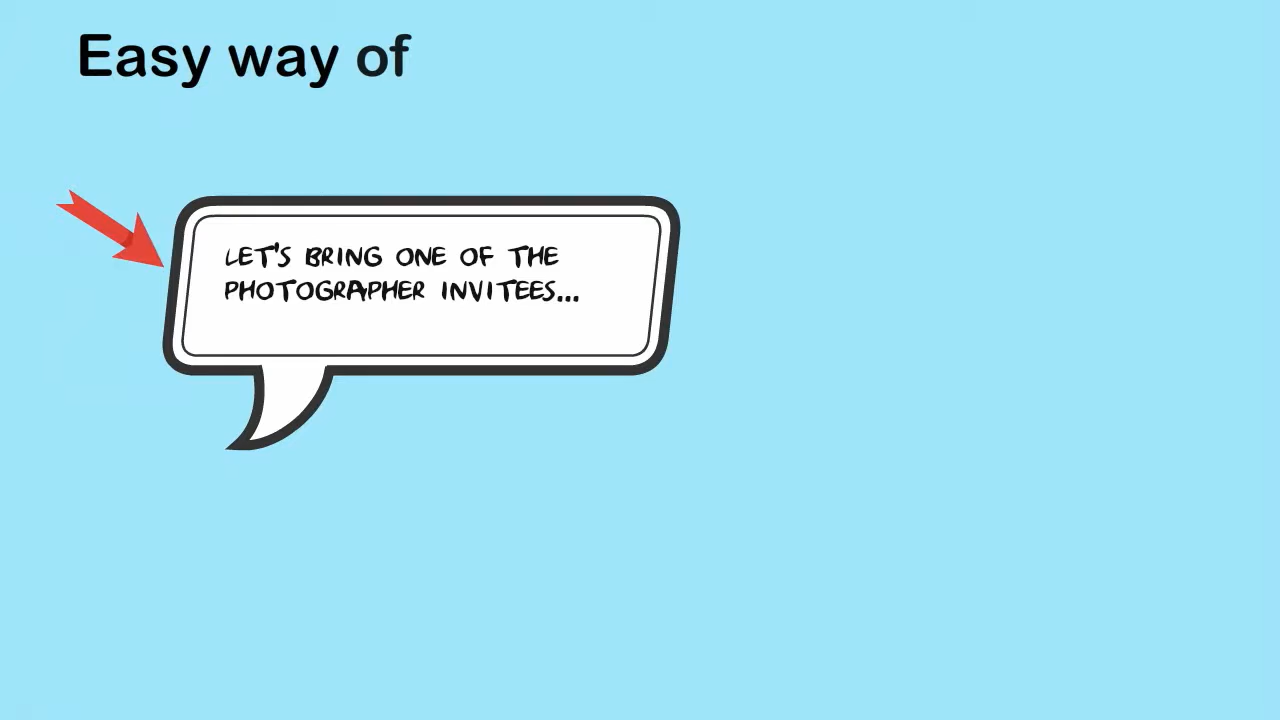 Easy way of
LET'S BRING ONE OF THE
PHOTOGRAPHER INVITEES...